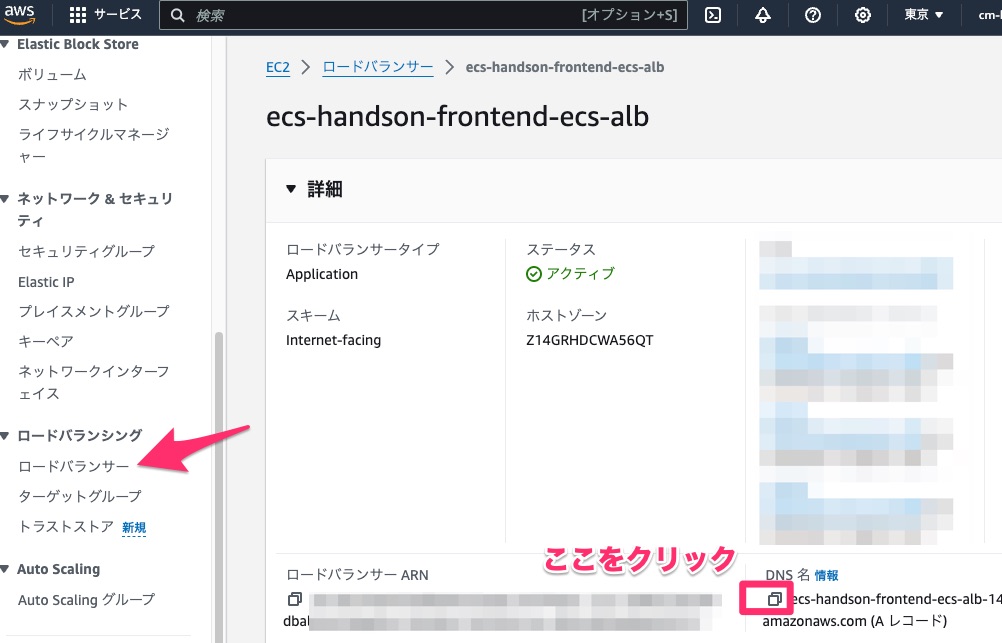 aws サービス 検索 [オプション+S] 東京 cm-
Elastic Block Store
ボリューム
スナップショット
ライフサイクルマネージ
ャー
ネットワーク & セキュリ
ティ
セキュリティグループ
Elastic IP
プレイスメントグループ
キーペア
ネットワークインターフ
ェイス
ロードバランシング
ロードバランサー
ターゲットグループ
トラストストア 新規
Auto Scaling
Auto Scaling グループ
EC2 ロードバランサー ecs-handson-frontend-ecs-alb
ecs-handson-frontend-ecs-alb
詳細
ロードバランサータイプ
Application
スキーム
Internet-facing
ステータス
アクティブ
ホストゾーン
Z14GRHDCWA56QT
ここをクリック
ロードバランサー ARN
dbal
DNS 名 情報
ecs-handson-frontend-ecs-alb-14
amazonaws.com (A レコード)